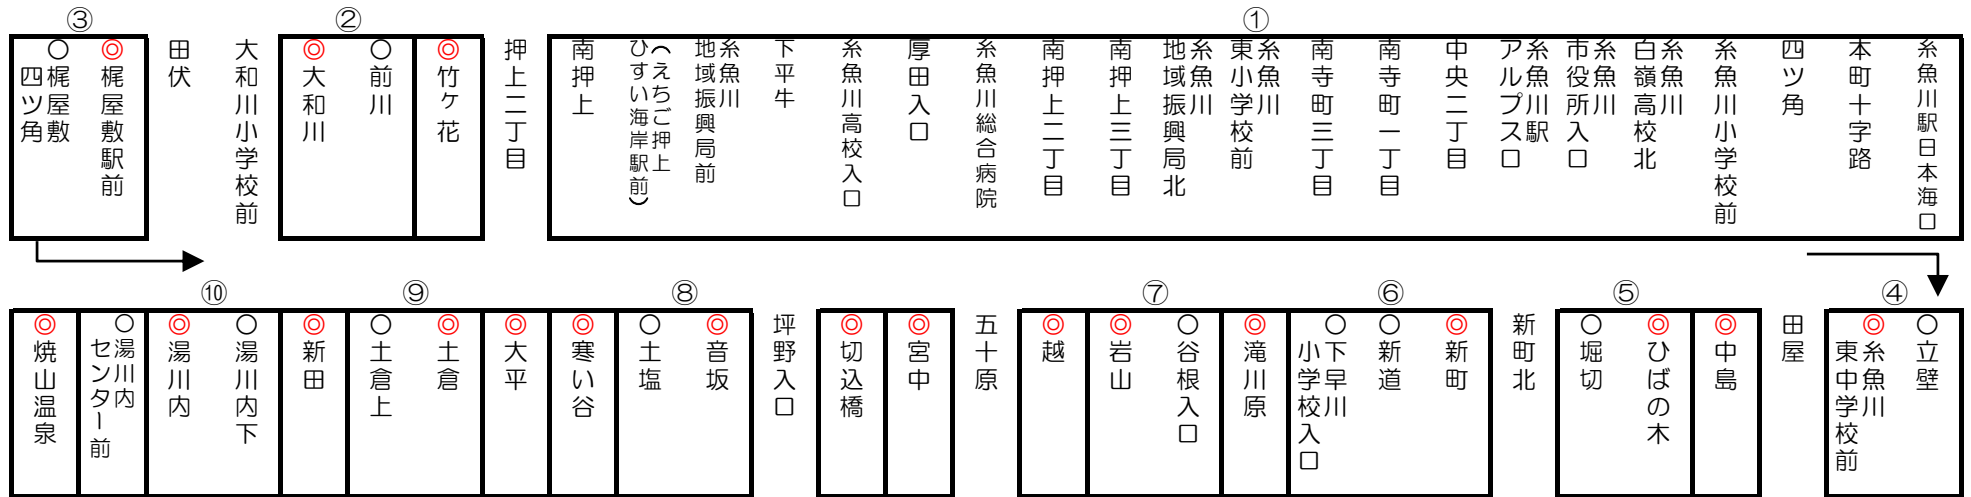 ①
糸魚川駅日本海口
本町十字路
四ツ角
糸魚川小学校前
糸魚川
白嶺高校北
糸魚川
市役所入口
糸魚川駅
アルプス口
中央二丁目
南寺町一丁目
南寺町三丁目
糸魚川
東小学校前
糸魚川
地域振興局北
南押上三丁目
南押上二丁目
糸魚川総合病院
厚田入口
糸魚川高校入口
下平牛
糸魚川
地域振興局前
（えちご押上
ひすい海岸駅前）
南押上
押上二丁目
②
◎竹ヶ花
○前川
◎大和川
大和川小学校前
田伏
③
◎梶屋敷駅前
○梶屋敷
四ツ角
④
○立壁
◎糸魚川
東中学校前
田屋
⑤
◎中島
◎ひばの木
○堀切
新町北
⑥
◎新町
○新道
○下早川
小学校入口
⑦
◎滝川原
○谷根入口
◎岩山
◎越
五十原
◎宮中
◎切込橋
坪野入口
⑧
◎音坂
○土塩
◎寒い谷
◎大平
⑨
◎土倉
○土倉上
◎新田
⑩
○湯川内下
◎湯川内
○湯川内
センター前
◎焼山温泉